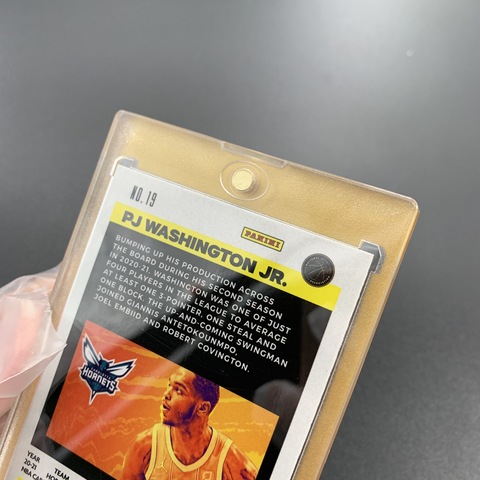 NO. 19
PANINI
PJ WASHINGTON JR.
BUMPING UP HIS PRODUCTION ACROSS
THE BOARD DURING HIS SECOND SEASON
IN 2020-21, WASHINGTON WAS ONE OF JUST
FOUR PLAYERS IN THE LEAGUE TO AVERAGE
AT LEAST ONE 3-POINTER, ONE STEAL AND
ONE BLOCK. THE UP-AND-COMING SWINGMAN
JOINED GIANNIS ANTETOKOUNMPO,
JOEL EMBIID AND ROBERT COVINGTON.
HORNETS
YEAR
TEAM
20-21
NBA